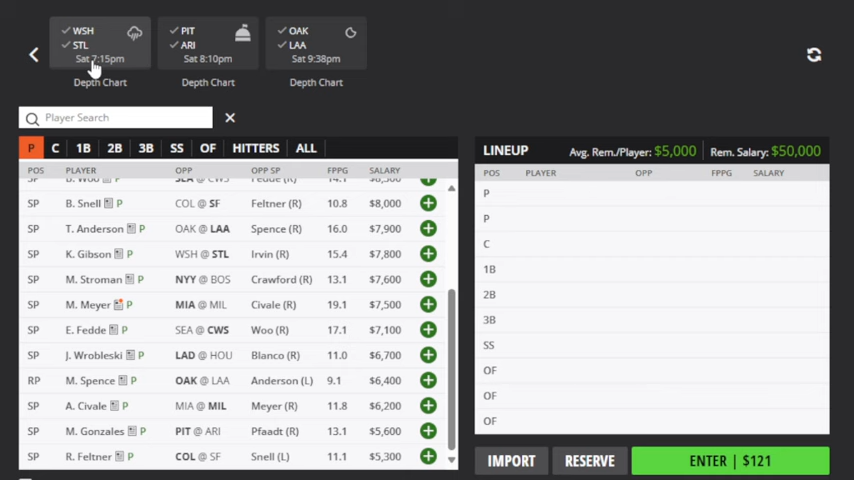 WSH
STL
Sat 7:15pm
Depth Chart
PIT
ARI
Sat 8:10pm
Depth Chart
OAK
LAA
Sat 9:38pm
Depth Chart
Player Search
P C 1B 2B 3B SS OF HITTERS ALL
POS PLAYER OPP OPP SP FPPG SALARY
SP B. Woo P SEA @ CWS Fedde (R) 14.1
SP B. Snell P COL @ SF Feltner (R) 10.8 $8,000
SP T. Anderson P OAK @ LAA Spence (R) 16.0 $7,900
SP K. Gibson P WSH @ STL Irvin (R) 15.4 $7,800
SP M. Stroman P NYY @ BOS Crawford (R) 13.1 $7,600
SP M. Meyer P MIA @ MIL Civale (R) 19.1 $7,500
SP E. Fedde P SEA @ CWS Woo (R) 17.1 $7,100
SP J. Wrobleski P LAD @ HOU Blanco (R) 11.0 $6,700
RP M. Spence P OAK @ LAA Anderson (L) 9.1 $6,400
SP A. Civale P MIA @ MIL Meyer (R) 11.8 $6,200
SP M. Gonzales P PIT @ ARI Pfaadt (R) 13.1 $5,600
SP R. Feltner P COL @ SF Snell (L) 11.1 $5,300
LINEUP Avg. Rem./Player: $5,000 Rem. Salary: $50,000
POS PLAYER OPP FPPG SALARY
P
P
C
1B
2B
3B
SS
OF
OF
OF
IMPORT RESERVE ENTER | $121